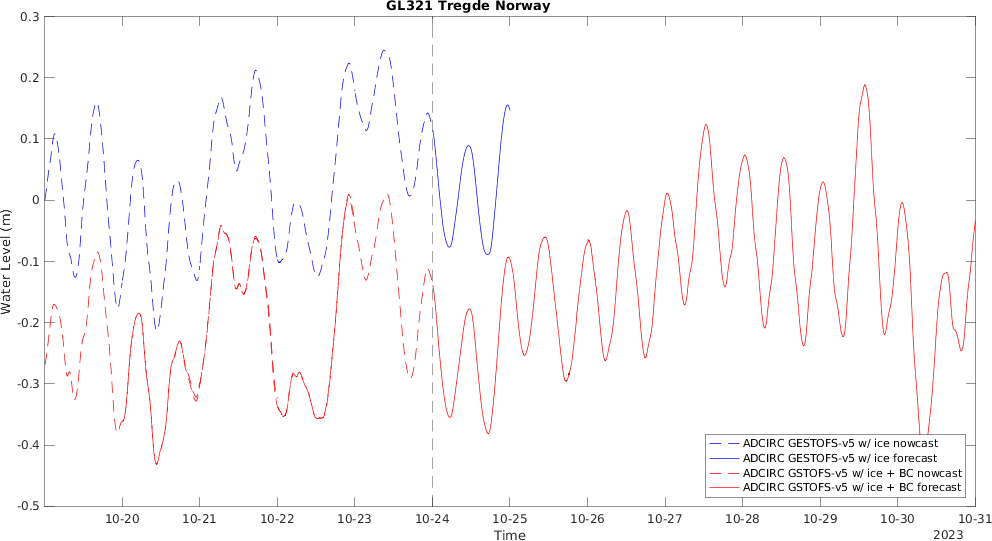 GL321 Tregde Norway
0.3
0.2
0.1
0
-0.1
-0.2
-0.3
-0.4
-0.5
Water Level (m)
10-20 10-21 10-22 10-23 10-24 10-25 10-26 10-27 10-28 10-29 10-30 10-31
Time
2023
ADCIRC GESTOFS-v5 w/ ice nowcast
ADCIRC GESTOFS-v5 w/ ice forecast
ADCIRC GSTOFS-v5 w/ ice + BC nowcast
ADCIRC GSTOFS-v5 w/ ice + BC forecast